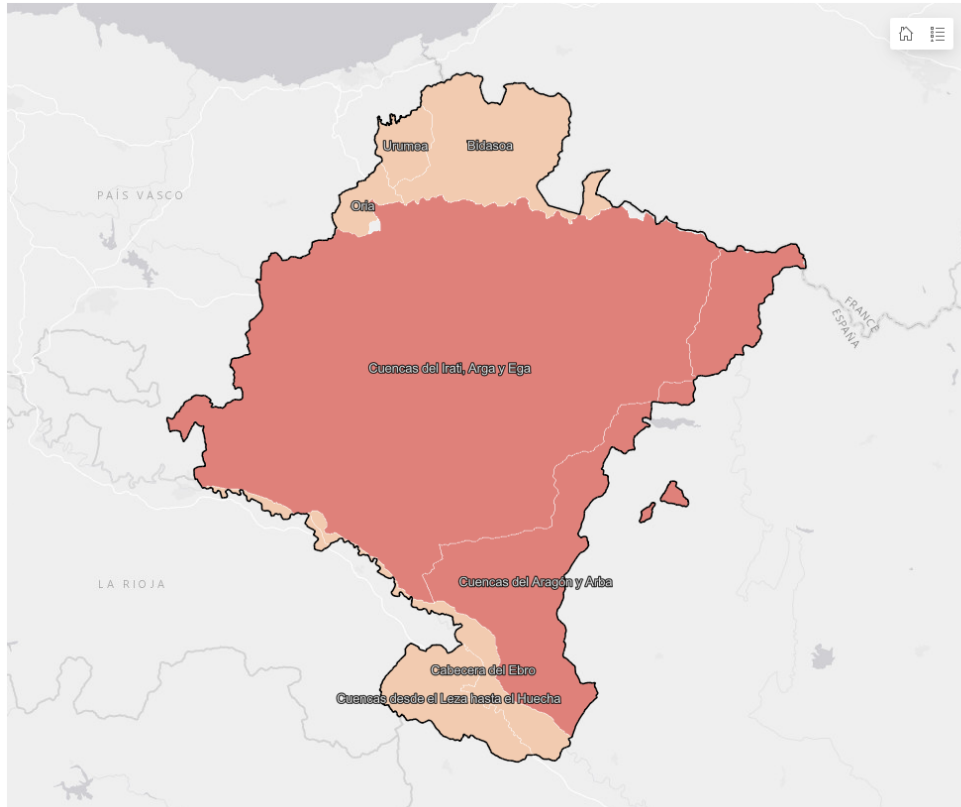 Urumea
Bidasoa
PAÍS VASCO
Oria
FRANCE
ESPAÑA
Cuencas del Irati, Arga y Ega
Cuencas del Aragón y Arba
LA RIOJA
Cabecera del Ebro
Cuencas desde el Leza hasta el Huecha